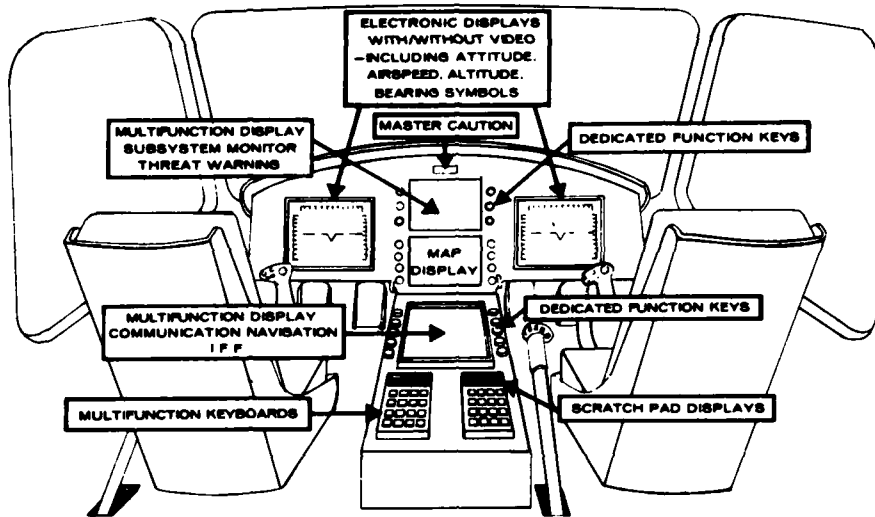 ELECTRONIC DISPLAYS
WITH/WITHOUT VIDEO
-INCLUDING ATTITUDE.
AIRSPEED. ALTITUDE.
BEARING SYMBOLS
MASTER CAUTION
MULTIFUNCTION DISPLAY
SUBSYSTEM MONITOR
THREAT WARNING
DEDICATED FUNCTION KEYS
MAP
DISPLAY
MULTIFUNCTION DISPLAY
COMMUNICATION NAVIGATION
I F F
DEDICATED FUNCTION KEYS
MULTIFUNCTION KEYBOARDS
SCRATCH PAD DISPLAYS